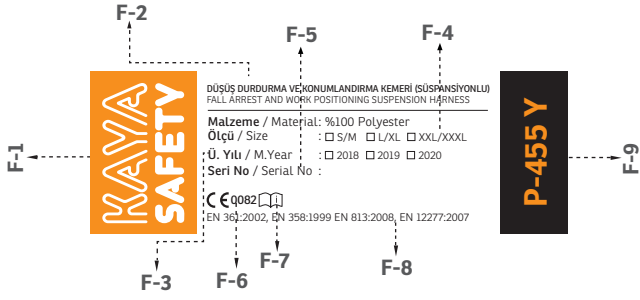 F-2
F-5
F-4
KAYA
SAFETY
DÜŞÜŞ DURDURMA VE KONUMLANDIRMA KEMERİ (SÜSPANSİYONLU)
FALL ARREST AND WORK POSITIONING SUSPENSION HARNESS
Malzeme / Material: %100 Polyester
Ölçü / Size : □ S/M □ L/XL □ XXL/XXXL
Ü. Yılı / M.Year : □ 2018 □ 2019 □ 2020
Seri No / Serial No :
CE 0082 i
EN 361:2002, EN 358:1999 EN 813:2008, EN 12277:2007
P-455 Y
F-1
F-9
F-3
F-6
F-7
F-8